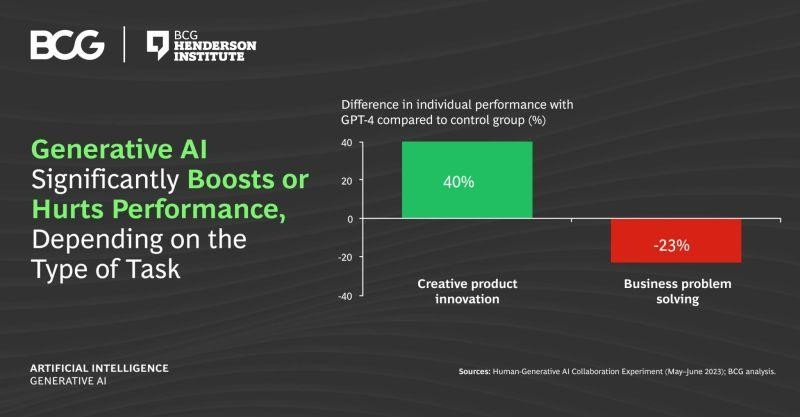 BCG
BCG
HENDERSON
INSTITUTE
Generative AI
Significantly Boosts or
Hurts Performance,
Depending on the
Type of Task
Difference in individual performance with
GPT-4 compared to control group (%)
40
20
0
-20
-40
40%
-23%
Creative product
innovation
Business problem
solving
ARTIFICIAL INTELLIGENCE
GENERATIVE AI
Sources: Human-Generative AI Collaboration Experiment (May–June 2023); BCG analysis.